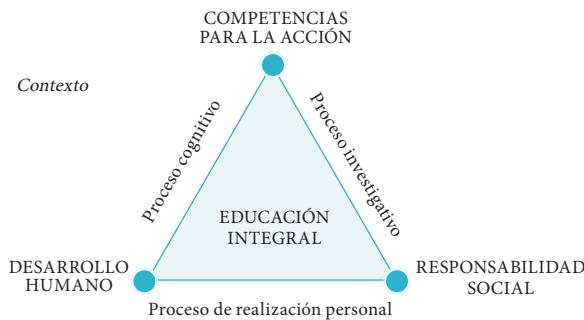 COMPETENCIAS
PARA LA ACCIÓN
Contexto
Proceso cognitivo
Proceso investigativo
EDUCACIÓN
INTEGRAL
DESARROLLO
HUMANO
RESPONSABILIDAD
SOCIAL
Proceso de realización personal